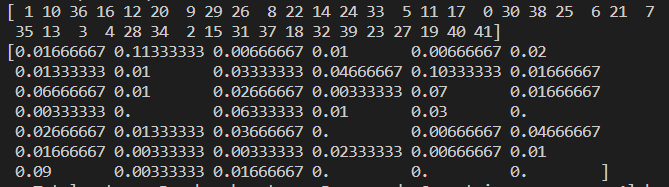 [ 1 10 36 16 12 20  9 29 26  8 22 14 24 33  5 11 17  0 30 38 25  6 21  7
 35 13  3  4 28 34  2 15 31 37 18 32 39 23 27 19 40 41]
[0.01666667 0.11333333 0.00666667 0.01       0.00666667 0.02
 0.01333333 0.01       0.03333333 0.04666667 0.10333333 0.01666667
 0.06666667 0.01       0.02666667 0.00333333 0.07       0.01666667
 0.00333333 0.         0.06333333 0.01       0.03       0.
 0.02666667 0.01333333 0.03666667 0.         0.00666667 0.04666667
 0.01666667 0.00333333 0.00333333 0.02333333 0.00666667 0.01
 0.09       0.00333333 0.01666667 0.         0.         0.        ]